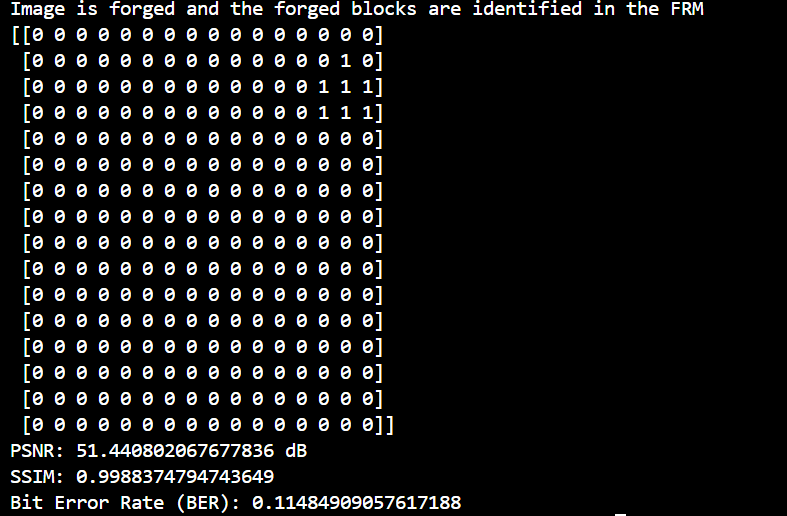 Image is forged and the forged blocks are identified in the FRM
[[0 0 0 0 0 0 0 0 0 0 0 0 0 0 0 0]
[0 0 0 0 0 0 0 0 0 0 0 0 0 0 1 0]
[0 0 0 0 0 0 0 0 0 0 0 0 0 1 1 1]
[0 0 0 0 0 0 0 0 0 0 0 0 0 1 1 1]
[0 0 0 0 0 0 0 0 0 0 0 0 0 0 0 0]
[0 0 0 0 0 0 0 0 0 0 0 0 0 0 0 0]
[0 0 0 0 0 0 0 0 0 0 0 0 0 0 0 0]
[0 0 0 0 0 0 0 0 0 0 0 0 0 0 0 0]
[0 0 0 0 0 0 0 0 0 0 0 0 0 0 0 0]
[0 0 0 0 0 0 0 0 0 0 0 0 0 0 0 0]
[0 0 0 0 0 0 0 0 0 0 0 0 0 0 0 0]
[0 0 0 0 0 0 0 0 0 0 0 0 0 0 0 0]
[0 0 0 0 0 0 0 0 0 0 0 0 0 0 0 0]
[0 0 0 0 0 0 0 0 0 0 0 0 0 0 0 0]
[0 0 0 0 0 0 0 0 0 0 0 0 0 0 0 0]
[0 0 0 0 0 0 0 0 0 0 0 0 0 0 0 0]]
PSNR: 51.440802067677836 dB
SSIM: 0.9988374794743649
Bit Error Rate (BER): 0.11484909057617188